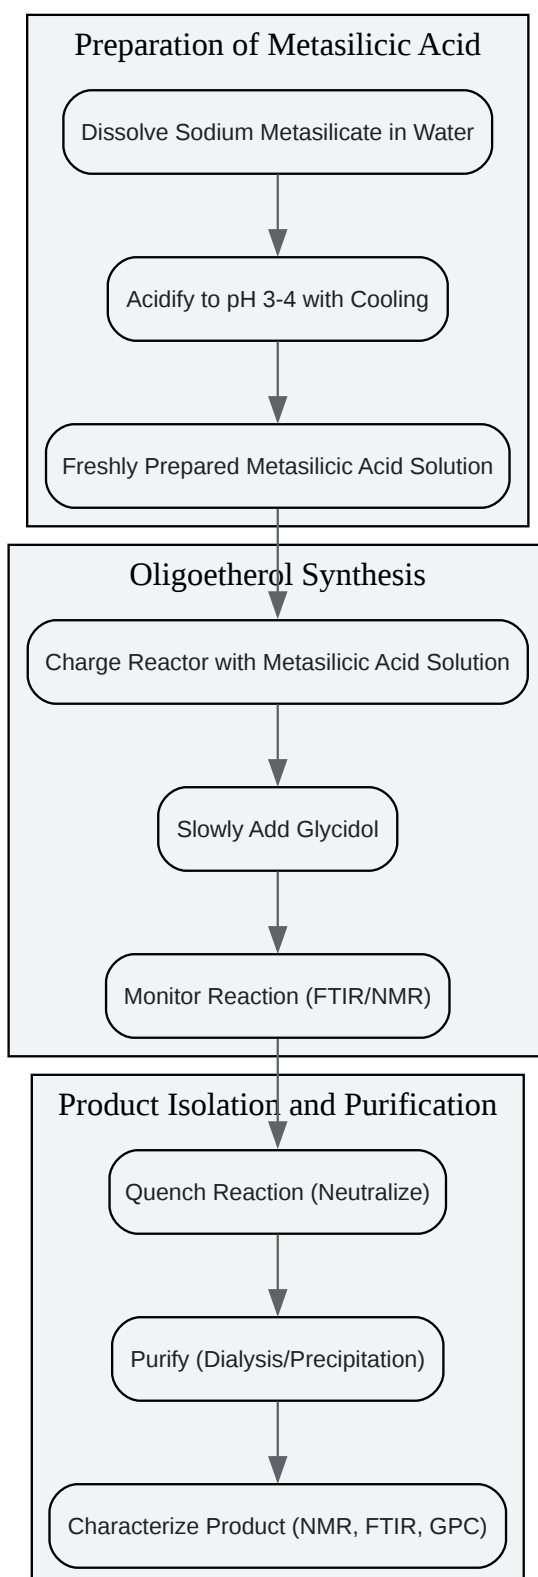 Preparation of Metasilicic Acid
Dissolve Sodium Metasilicate in Water
Acidify to pH 3-4 with Cooling
Freshly Prepared Metasilicic Acid Solution
Oligoetherol Synthesis
Charge Reactor with Metasilicic Acid Solution
Slowly Add Glycidol
Monitor Reaction (FTIR/NMR)
Product Isolation and Purification
Quench Reaction (Neutralize)
Purify (Dialysis/Precipitation)
Characterize Product (NMR, FTIR, GPC)